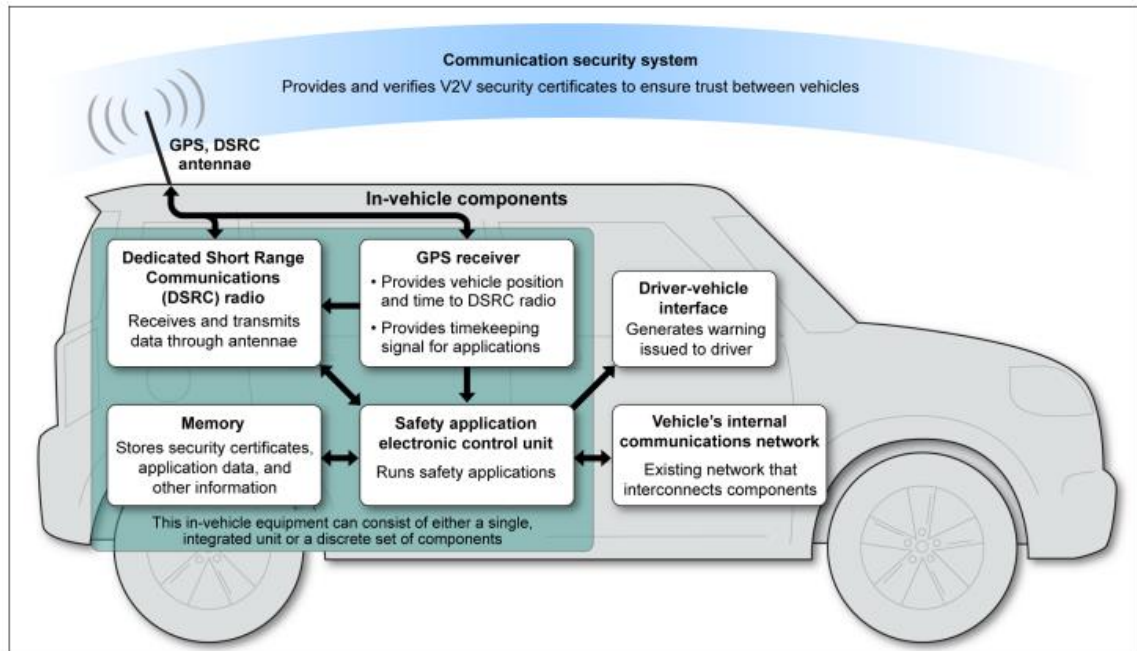 Communication security system
Provides and verifies V2V security certificates to ensure trust between vehicles
GPS, DSRC
antennae
In-vehicle components
Dedicated Short Range
Communications
(DSRC) radio
Receives and transmits
data through antennae
GPS receiver
• Provides vehicle position
and time to DSRC radio
• Provides timekeeping
signal for applications
Driver-vehicle
interface
Generates warning
issued to driver
Memory
Stores security certificates,
application data, and
other information
Safety application
electronic control unit
Runs safety applications
Vehicle's internal
communications network
Existing network that
interconnects components
This in-vehicle equipment can consist of either a single,
integrated unit or a discrete set of components